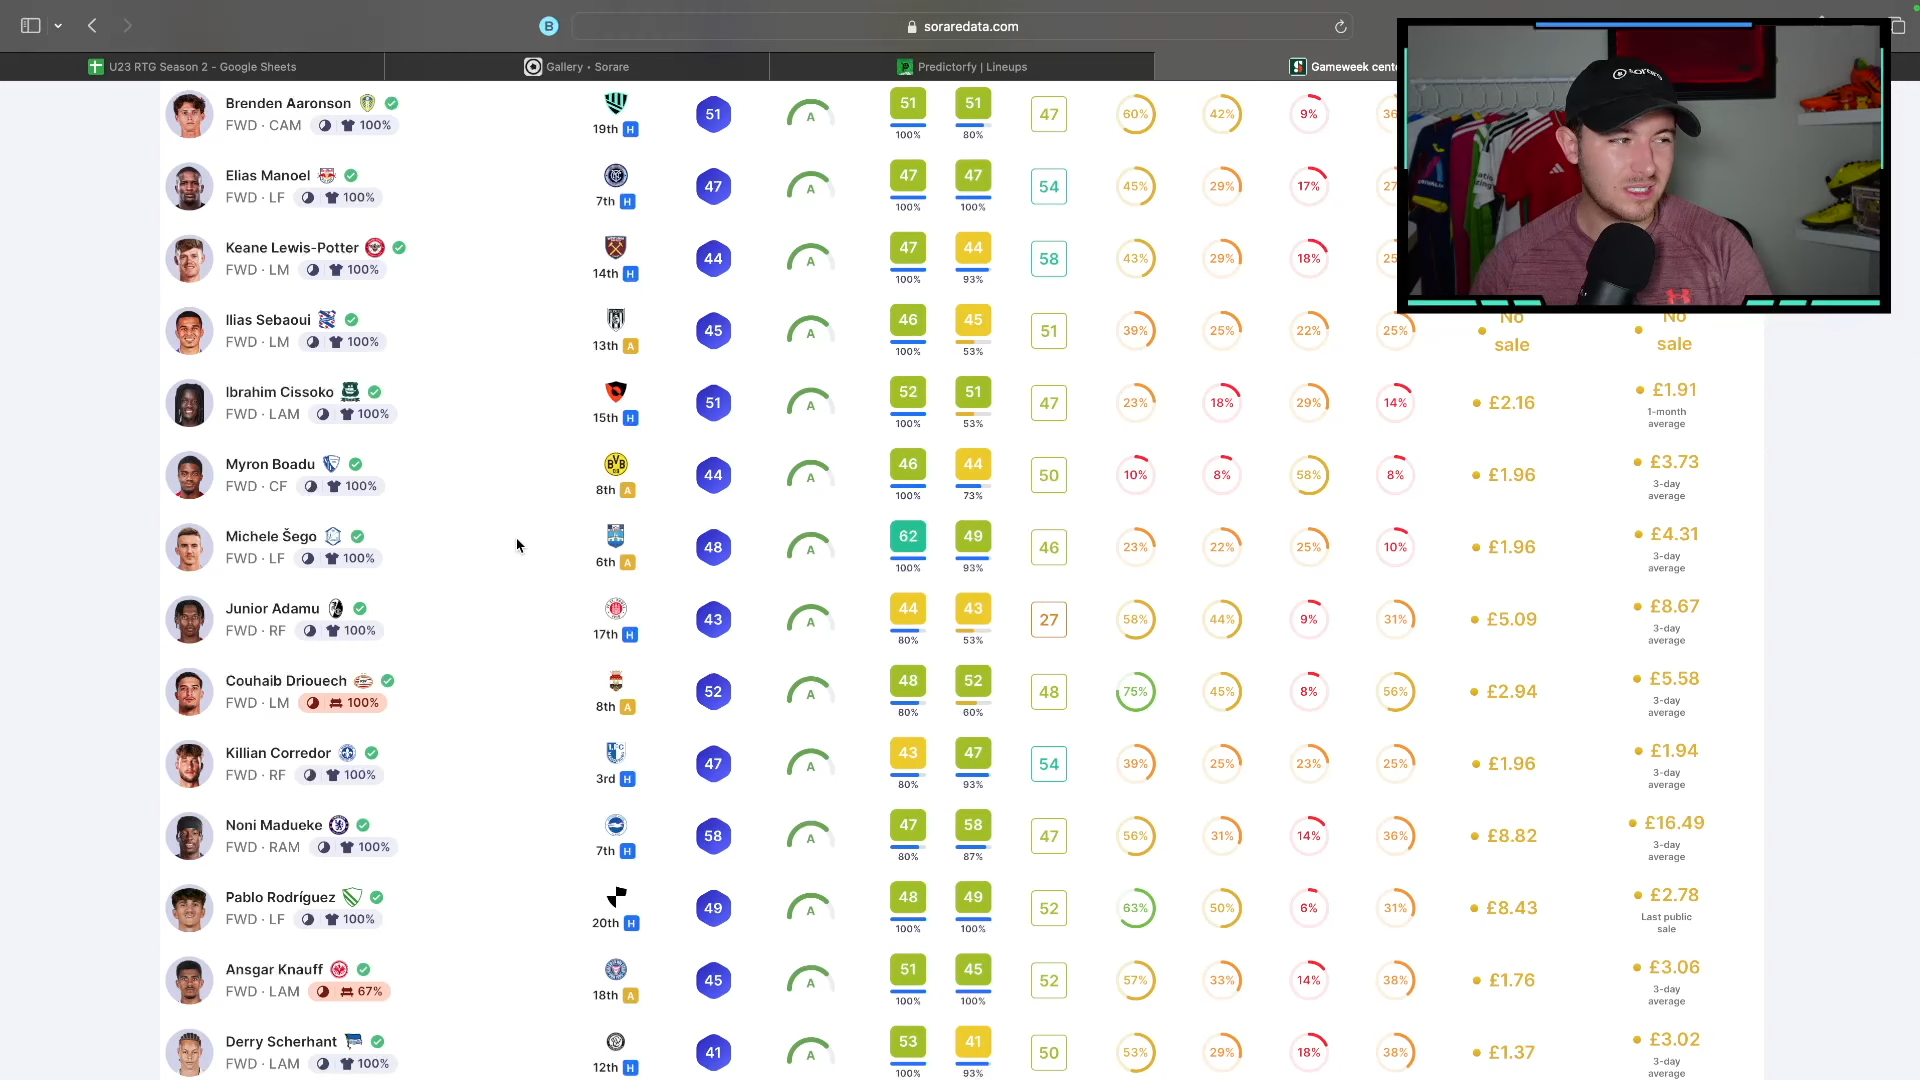 soraredata.com
U23 RTG Season 2 - Google Sheets
Gallery • Sorare
Predictorfy | Lineups
Gameweek cente
Brenden Aaronson
FWD · CAM 100%
19th H
51
A
51 51
100% 80%
47
60% 42% 9% 36
Elias Manoel
FWD · LF 100%
7th H
47
A
47 47
100% 100%
54
45% 29% 17% 27
Keane Lewis-Potter
FWD · LM 100%
14th H
44
A
47 44
100% 93%
58
43% 29% 18% 25
Ilias Sebaoui
FWD · LM 100%
13th A
45
A
46 45
100% 53%
51
39% 25% 22% 25%
No sale
No sale
Ibrahim Cissoko
FWD · LAM 100%
15th H
51
A
52 51
100% 53%
47
23% 18% 29% 14%
£2.16
£1.91
1-month average
Myron Boadu
FWD · CF 100%
8th A
44
A
46 44
100% 73%
50
10% 8% 58% 8%
£1.96
£3.73
3-day average
Michele Šego
FWD · LF 100%
6th A
48
A
62 49
100% 93%
46
23% 22% 25% 10%
£1.96
£4.31
3-day average
Junior Adamu
FWD · RF 100%
17th H
43
A
44 43
80% 53%
27
58% 44% 9% 31%
£5.09
£8.67
3-day average
Couhaib Driouech
FWD · LM 100%
8th A
52
A
48 52
80% 60%
48
75% 45% 8% 56%
£2.94
£5.58
3-day average
Killian Corredor
FWD · RF 100%
3rd H
47
A
43 47
80% 93%
54
39% 25% 23% 25%
£1.96
£1.94
3-day average
Noni Madueke
FWD · RAM 100%
7th H
58
A
47 58
80% 87%
47
56% 31% 14% 36%
£8.82
£16.49
3-day average
Pablo Rodríguez
FWD · LF 100%
20th H
49
A
48 49
100% 100%
52
63% 50% 6% 31%
£8.43
£2.78
Last public sale
Ansgar Knauff
FWD · LAM 67%
18th A
45
A
51 45
100% 100%
52
57% 33% 14% 38%
£1.76
£3.06
3-day average
Derry Scherhant
FWD · LAM 100%
12th H
41
A
53 41
100% 93%
50
53% 29% 18% 38%
£1.37
£3.02
3-day average